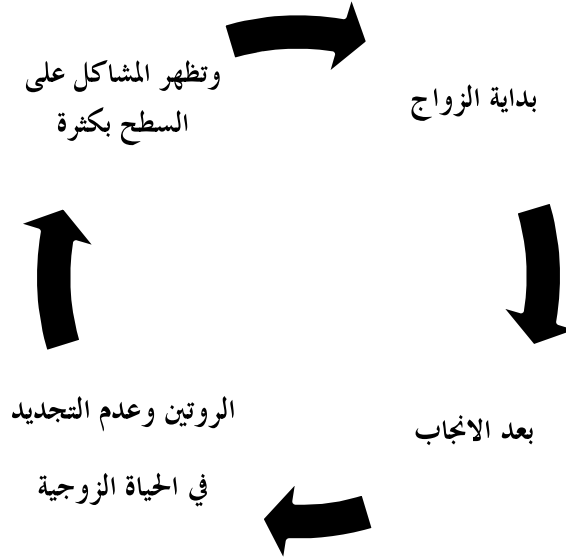 بداية الزواج
بعد الانجاب
الروتين وعدم التجديد
في الحياة الزوجية
وتظهر المشاكل على
السطح بكثرة